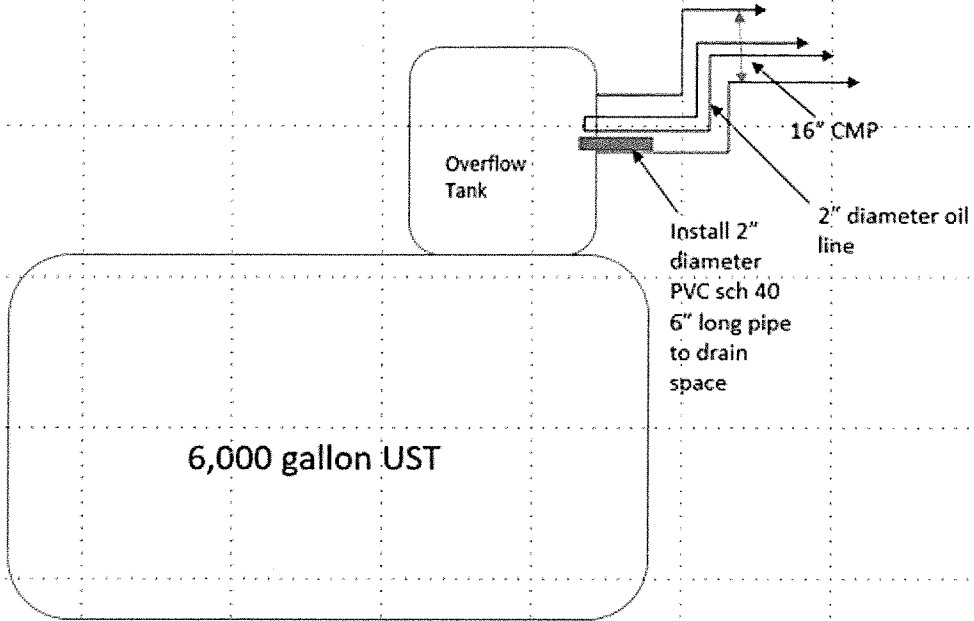 16" CMP
Overflow
Tank
2" diameter oil
line
Install 2"
diameter
PVC sch 40
6" long pipe
to drain
space
6,000 gallon UST